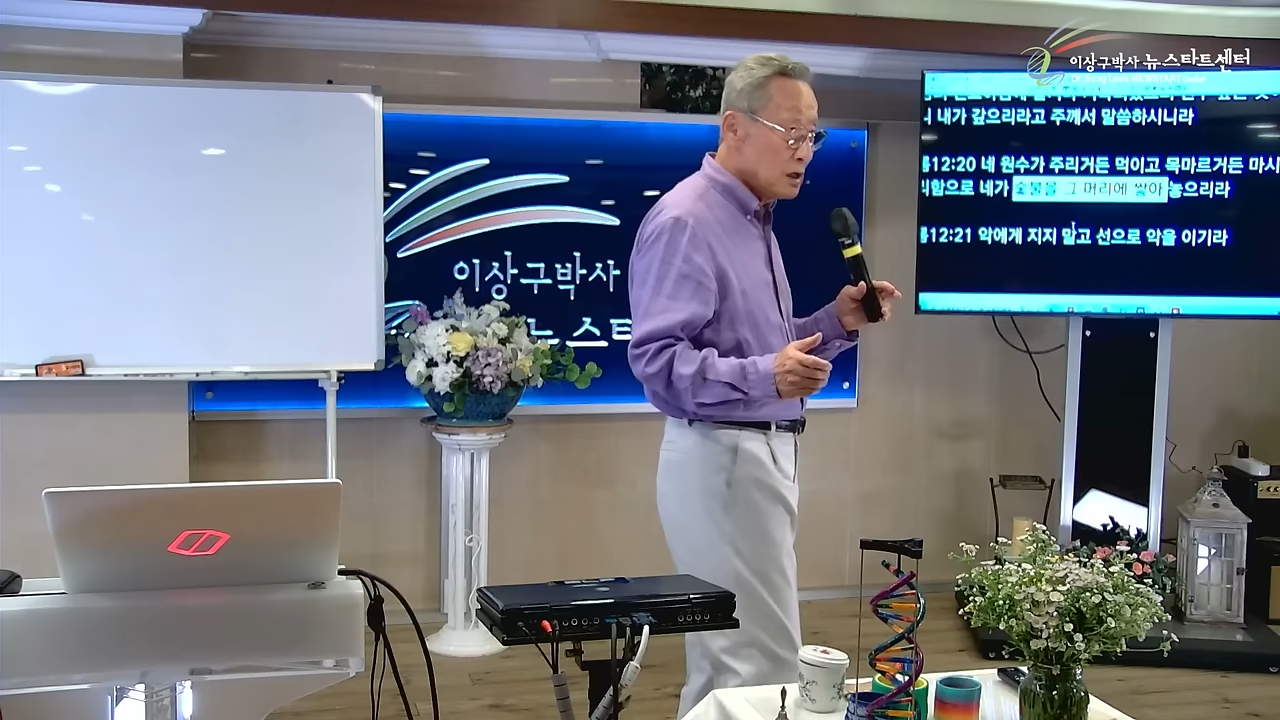 이상구박사 뉴스타트센터
니 내가 갚으리라고 주께서 말씀하시니라
12:20 네 원수가 주리거든 먹이고 목마르거든 마시
네가 숯불을 그 머리에 쌓아 놓으리라
12:21 악에게 지지 말고 선으로 악을 이기라
이상구박사
뉴스타